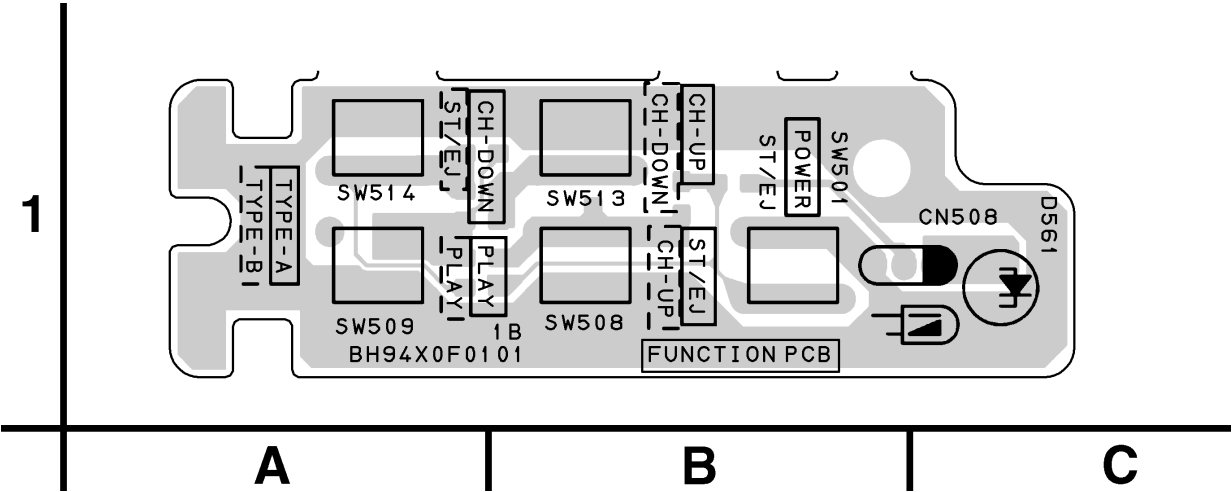 ST/EJ
CH-DOWN
CH-DOWN
CH-UP
ST/EJ
POWER
SW501
SW514
SW513
TYPE-B
TYPE-A
1
CN508
D561
PLAY
PLAY
CH-UP
ST/EJ
SW509
1B
SW508
BH94X0F0101
FUNCTION PCB
A
B
C